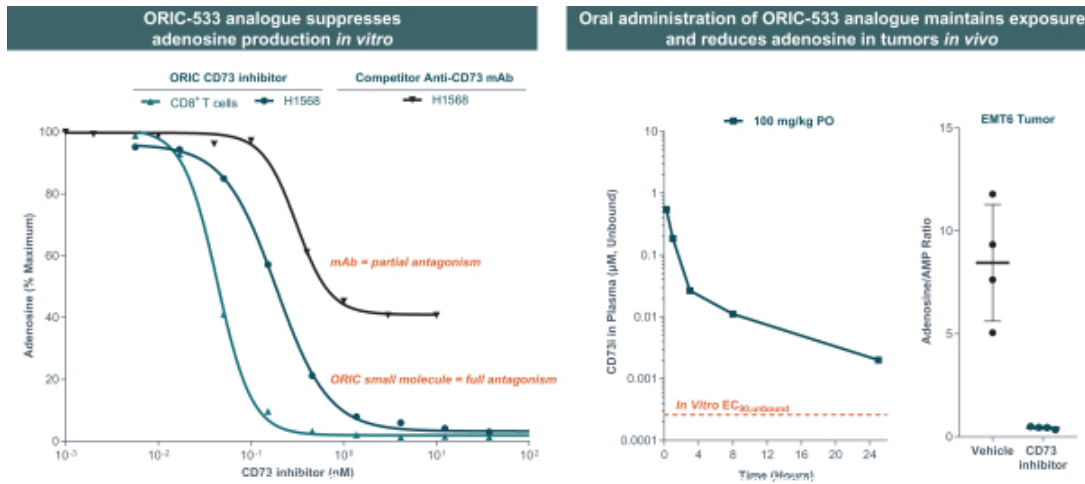 ORIC-533 analogue suppresses
adenosine production in vitro
ORIC CD73 inhibitor
Competitor Anti-CD73 mAb
CD8+ T cells
H1568
H1568
Adenosine (% Maximum)
100
80
60
40
20
0
mAb = partial antagonism
ORIC small molecule = full antagonism
10⁻³
10⁻²
10⁻¹
10⁰
10¹
10²
CD73 inhibitor (nM)
Oral administration of ORIC-533 analogue maintains exposure
and reduces adenosine in tumors in vivo
100 mg/kg PO
CD73i in Plasma (µM, Unbound)
10
1
0.1
0.01
0.001
0.0001
In Vitro EC90,unbound
0
4
8
12
16
20
24
Time (Hours)
EMT6 Tumor
Adenosine/AMP Ratio
15
10
5
0
Vehicle
CD73
inhibitor